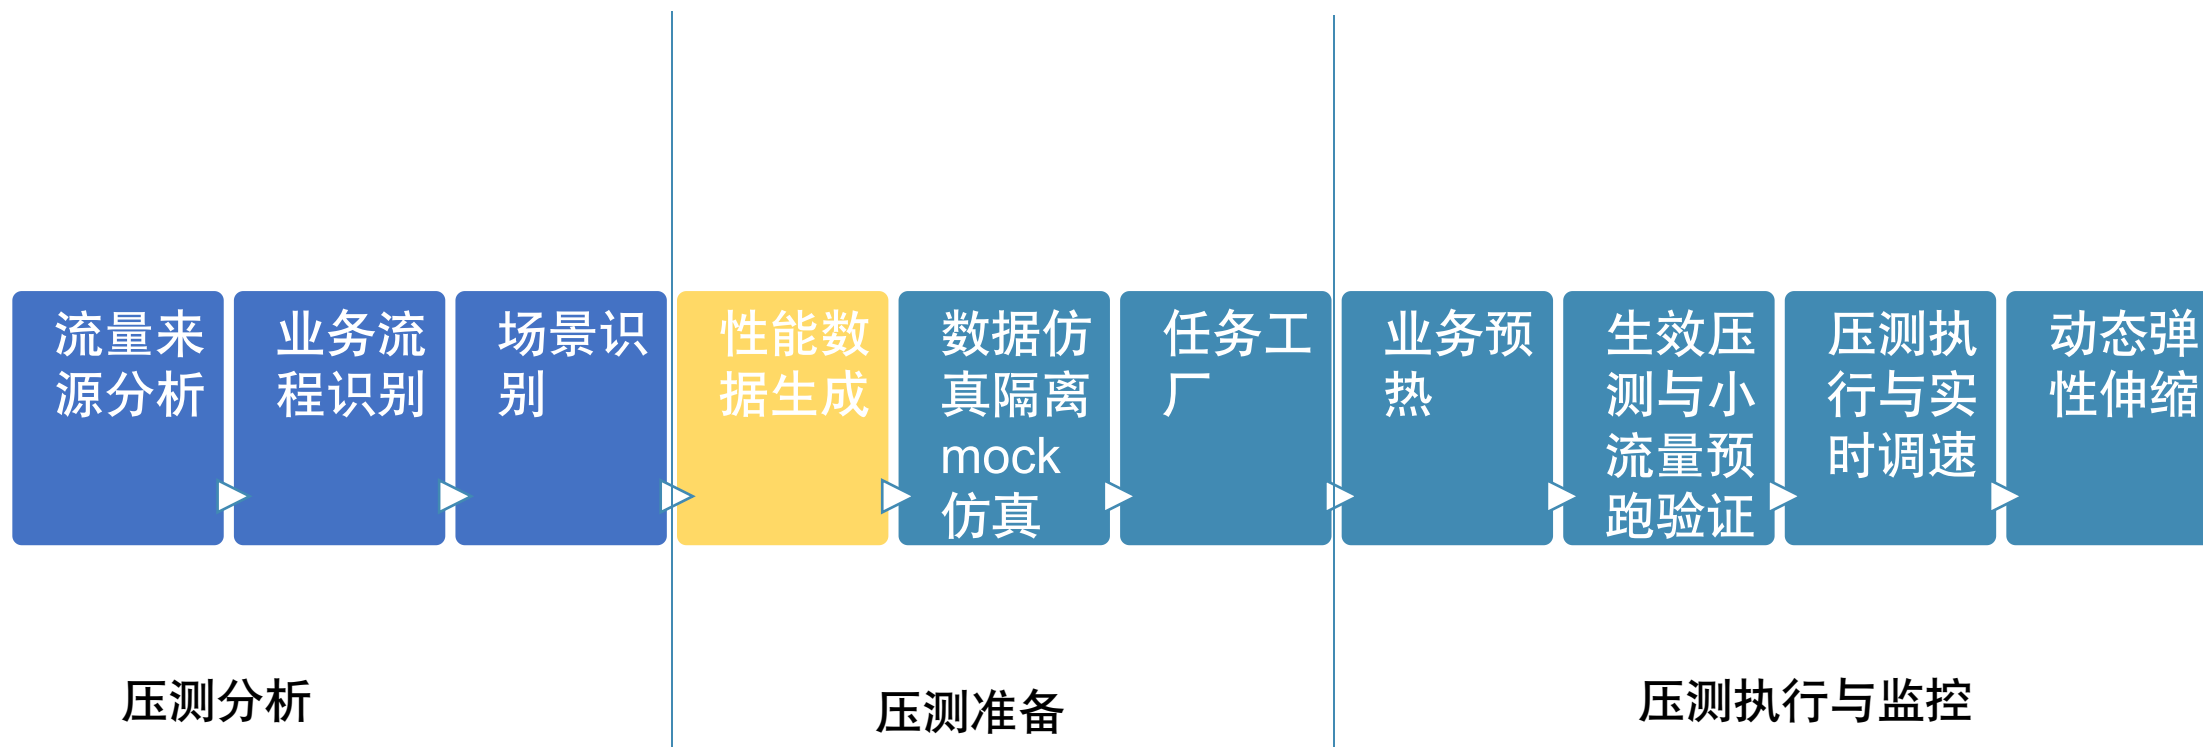 流量来
源分析
业务流
程识别
场景识
别
性能数
据生成
数据仿
真隔离
mock
仿真
任务工
厂
业务预
热
生效压
测与小
流量预
跑验证
压测执
行与实
时调速
动态弹
性伸缩
压测分析
压测准备
压测执行与监控